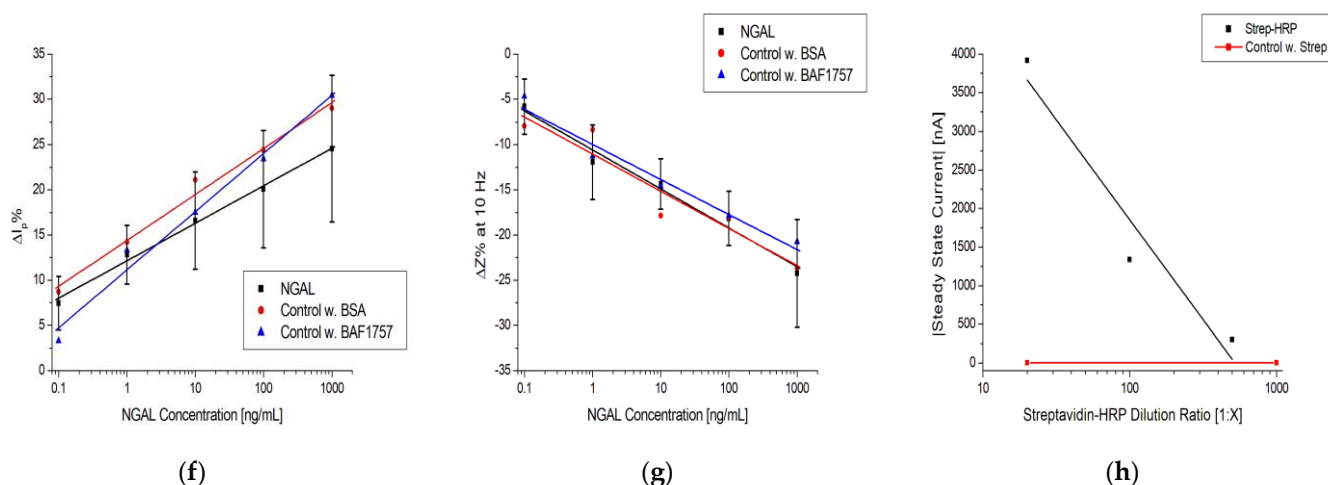 ΔIP%
35
30
25
20
15
10
5
0
0.1 1 10 100 1000
NGAL Concentration [ng/mL]
NGAL
Control w. BSA
Control w. BAF1757
(f)
ΔZ% at 10 Hz
0
-5
-10
-15
-20
-25
-30
-35
0.1 1 10 100 1000
NGAL Concentration [ng/mL]
NGAL
Control w. BSA
Control w. BAF1757
(g)
|Steady State Current| [nA]
4000
3500
3000
2500
2000
1500
1000
500
0
10 100 1000
Streptavidin-HRP Dilution Ratio [1:X]
Strep-HRP
Control w. Strep
(h)